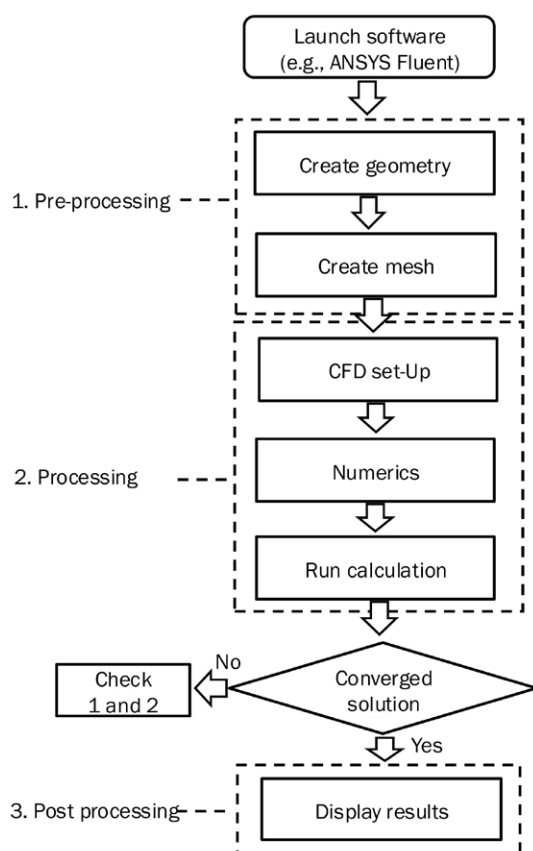 Launch software
(e.g., ANSYS Fluent)
Create geometry
1. Pre-processing
Create mesh
CFD set-Up
Numerics
2. Processing
Run calculation
No
Check
1 and 2
Converged
solution
Yes
3. Post processing
Display results